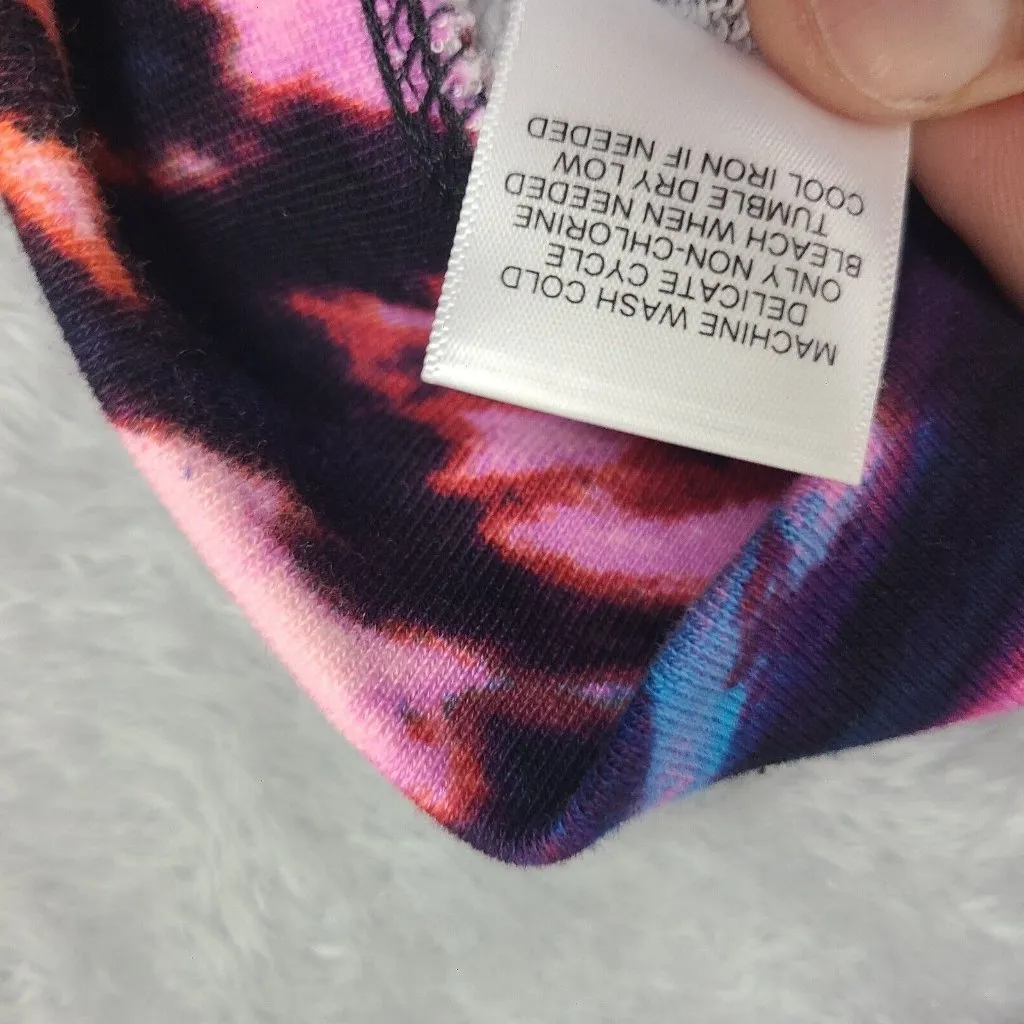 MACHINE WASH COLD
DELICATE CYCLE
ONLY NON-CHLORINE
BLEACH WHEN NEEDED
TUMBLE DRY LOW
COOL IRON IF NEEDED